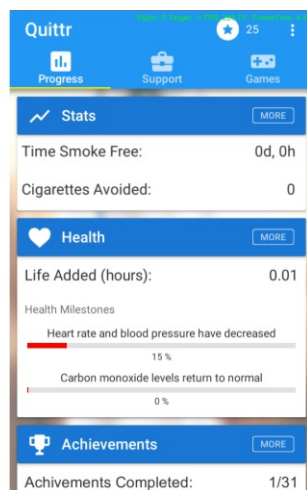 Quittr
25
Progress
Support
Games
Stats
MORE
Time Smoke Free: 0d, 0h
Cigarettes Avoided: 0
Health
MORE
Life Added (hours): 0.01
Health Milestones
Heart rate and blood pressure have decreased
15 %
Carbon monoxide levels return to normal
0 %
Achievements
MORE
Achivements Completed: 1/31